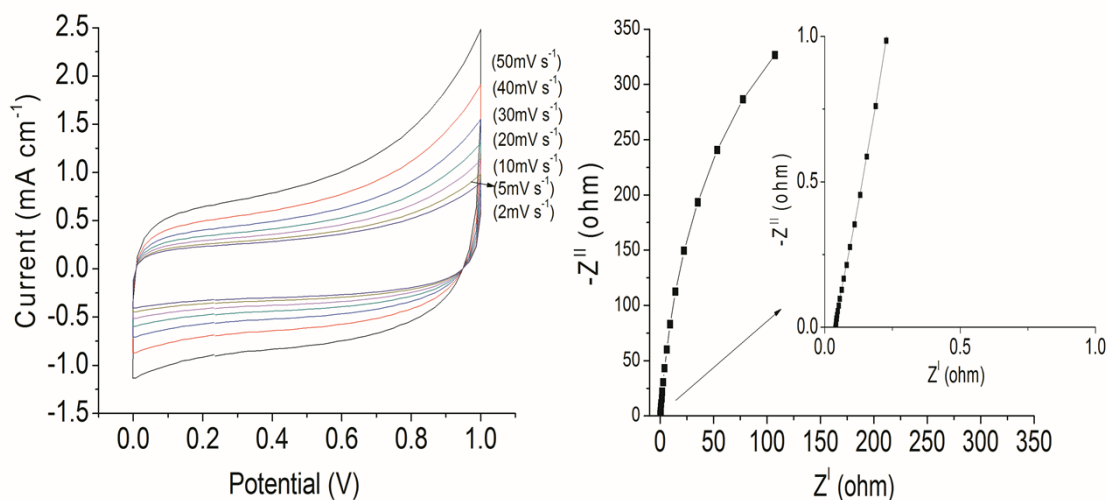 2.5
2.0
1.5
1.0
0.5
0.0
-0.5
-1.0
-1.5
Current (mA cm⁻¹)
0.0 0.2 0.4 0.6 0.8 1.0
Potential (V)
(50mV s⁻¹)
(40mV s⁻¹)
(30mV s⁻¹)
(20mV s⁻¹)
(10mV s⁻¹)
(5mV s⁻¹)
(2mV s⁻¹)
350
300
250
200
150
100
50
0
-Z^II (ohm)
0 50 100 150 200 250 300 350
Z^I (ohm)
1.0
0.5
0.0
-Z^II (ohm)
0.0 0.5 1.0
Z^I (ohm)